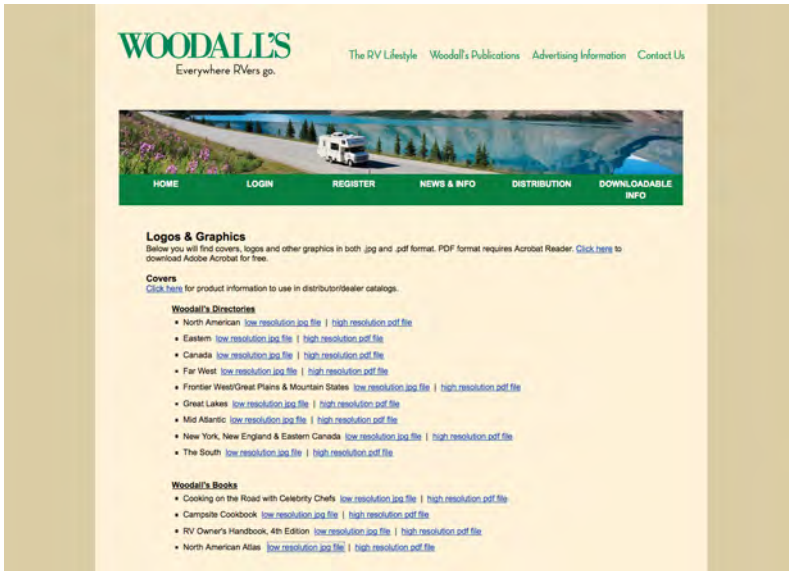 WOODALL'S
Everywhere RVers go.
The RV Lifestyle Woodall's Publications Advertising Information Contact Us
HOME LOGIN REGISTER NEWS & INFO DISTRIBUTION DOWNLOADABLE INFO
Logos & Graphics
Below you will find covers, logos and other graphics in both .jpg and .pdf format. PDF format requires Acrobat Reader. Click here to
download Adobe Acrobat for free.
Covers
Click here for product information to use in distributor/dealer catalogs.
Woodall's Directories
▪ North American low resolution jpg file | high resolution pdf file
▪ Eastern low resolution jpg file | high resolution pdf file
▪ Canada low resolution jpg file | high resolution pdf file
▪ Far West low resolution jpg file | high resolution pdf file
▪ Frontier West/Great Plains & Mountain States low resolution jpg file | high resolution pdf file
▪ Great Lakes low resolution jpg file | high resolution pdf file
▪ Mid Atlantic low resolution jpg file | high resolution pdf file
▪ New York, New England & Eastern Canada low resolution jpg file | high resolution pdf file
▪ The South low resolution jpg file | high resolution pdf file
Woodall's Books
▪ Cooking on the Road with Celebrity Chefs low resolution jpg file | high resolution pdf file
▪ Campsite Cookbook low resolution jpg file | high resolution pdf file
▪ RV Owner's Handbook, 4th Edition low resolution jpg file | high resolution pdf file
▪ North American Atlas low resolution jpg file | high resolution pdf file